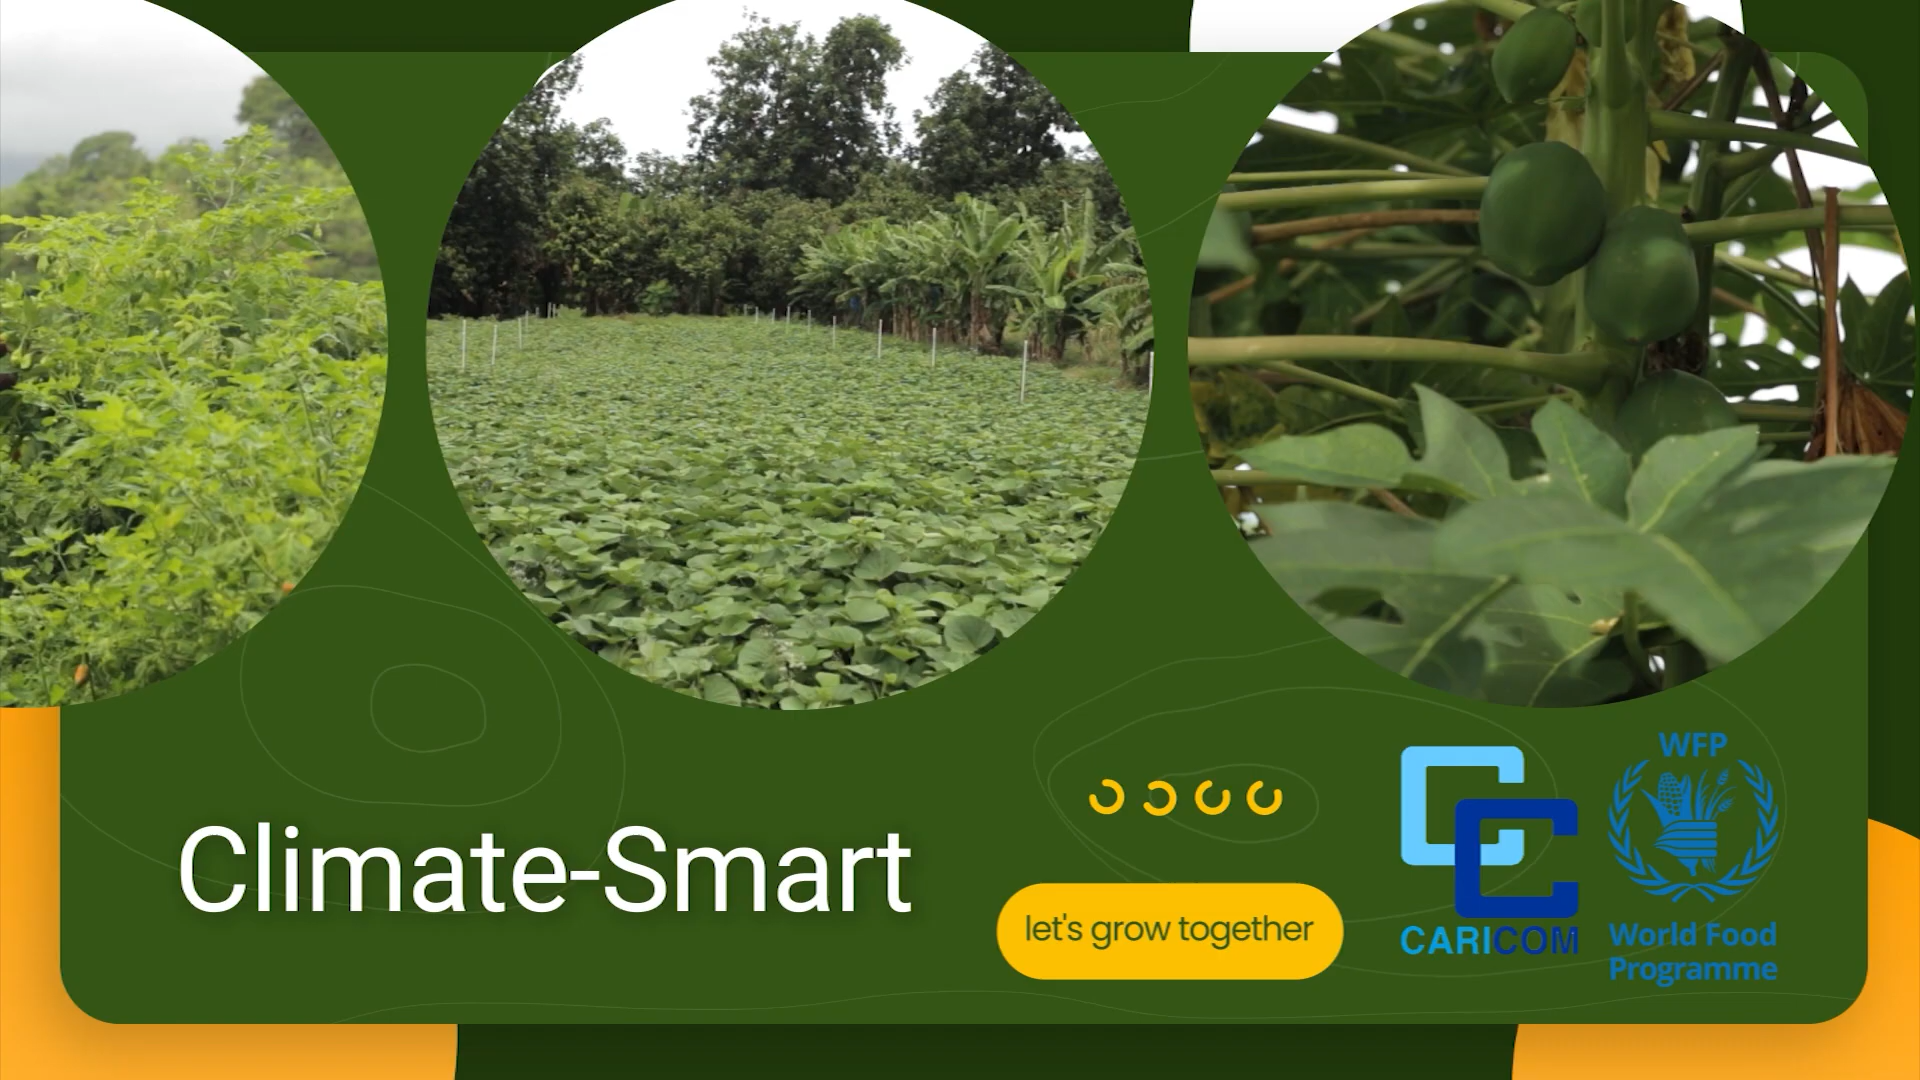 Climate-Smart
let's grow together
CARICOM
WFP
World Food
Programme